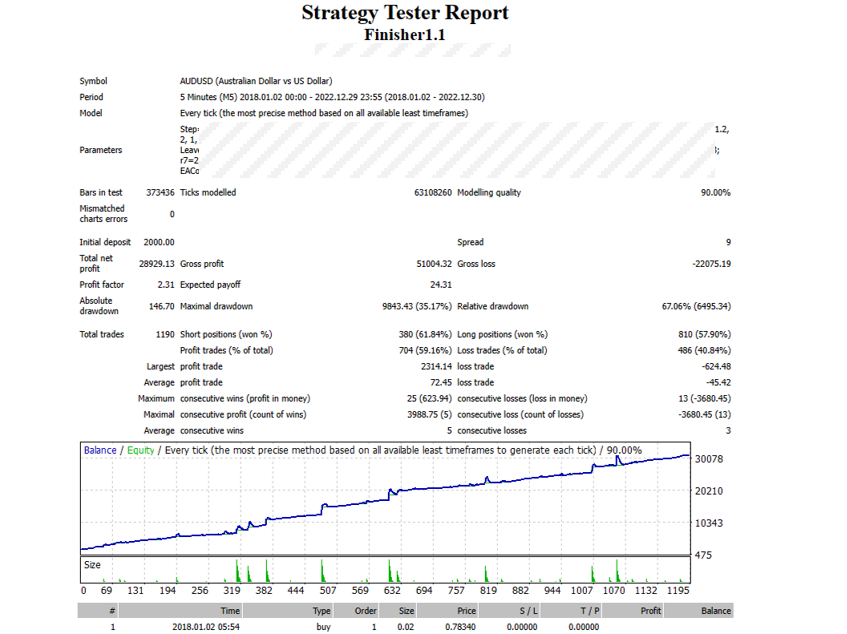 Strategy Tester Report
Finisher1.1
Symbol AUDUSD (Australian Dollar vs US Dollar)
Period 5 Minutes (M5) 2018.01.02 00:00 - 2022.12.29 23:55 (2018.01.02 - 2022.12.30)
Model Every tick (the most precise method based on all available least timeframes)
Parameters
Step= 1.2,
2, 1,
Leav 3;
r7=2
EACo
Bars in test 373436 Ticks modelled 63108260 Modelling quality 90.00%
Mismatched charts errors 0
Initial deposit 2000.00 Spread 9
Total net profit 28929.13 Gross profit 51004.32 Gross loss -22075.19
Profit factor 2.31 Expected payoff 24.31
Absolute drawdown 146.70 Maximal drawdown 9843.43 (35.17%) Relative drawdown 67.06% (6495.34)
Total trades 1190 Short positions (won %) 380 (61.84%) Long positions (won %) 810 (57.90%)
Profit trades (% of total) 704 (59.16%) Loss trades (% of total) 486 (40.84%)
Largest profit trade 2314.14 loss trade -624.48
Average profit trade 72.45 loss trade -45.42
Maximum consecutive wins (profit in money) 25 (623.94) consecutive losses (loss in money) 13 (-3680.45)
Maximal consecutive profit (count of wins) 3988.75 (5) consecutive loss (count of losses) -3680.45 (13)
Average consecutive wins 5 consecutive losses 3
Balance / Equity / Every tick (the most precise method based on all available least timeframes to generate each tick) / 90.00%
30078
20210
10343
475
Size
0 69 131 194 256 319 382 444 507 569 632 694 757 819 882 944 1007 1070 1132 1195
# Time Type Order Size Price S / L T / P Profit Balance
1 2018.01.02 05:54 buy 1 0.02 0.78340 0.00000 0.00000